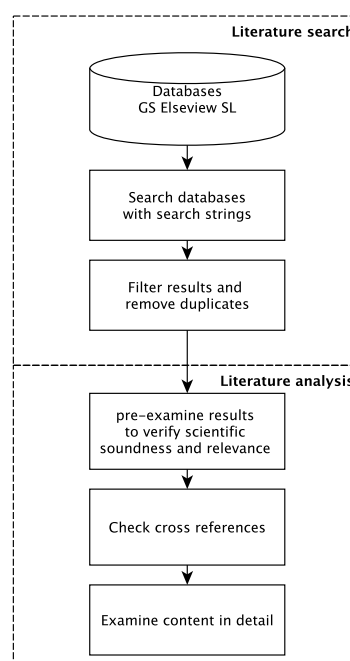 Literature search
Databases
GS Elseview SL
Search databases
with search strings
Filter results and
remove duplicates
Literature analysis
pre-examine results
to verify scientific
soundness and relevance
Check cross references
Examine content in detail